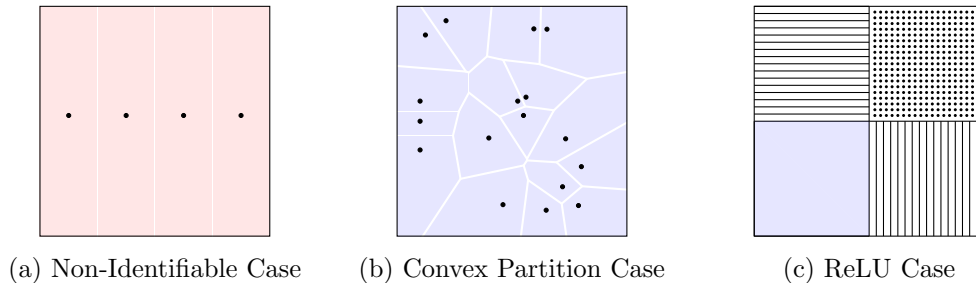 (a) Non-Identifiable Case
(b) Convex Partition Case
(c) ReLU Case